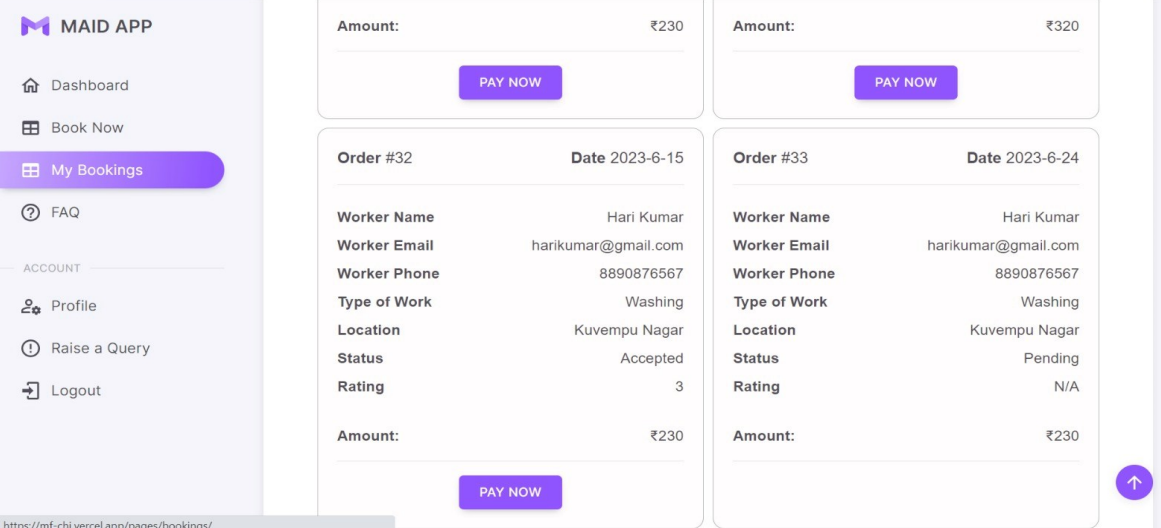 MAID APP
Dashboard
Book Now
My Bookings
FAQ
ACCOUNT
Profile
Raise a Query
Logout
Amount: ₹230
PAY NOW
Amount: ₹320
PAY NOW
Order #32 Date 2023-6-15
Worker Name Hari Kumar
Worker Email harikumar@gmail.com
Worker Phone 8890876567
Type of Work Washing
Location Kuvempu Nagar
Status Accepted
Rating 3
Amount: ₹230
PAY NOW
Order #33 Date 2023-6-24
Worker Name Hari Kumar
Worker Email harikumar@gmail.com
Worker Phone 8890876567
Type of Work Washing
Location Kuvempu Nagar
Status Pending
Rating N/A
Amount: ₹230
https://mf-chi.vercel.app/pages/bookings/